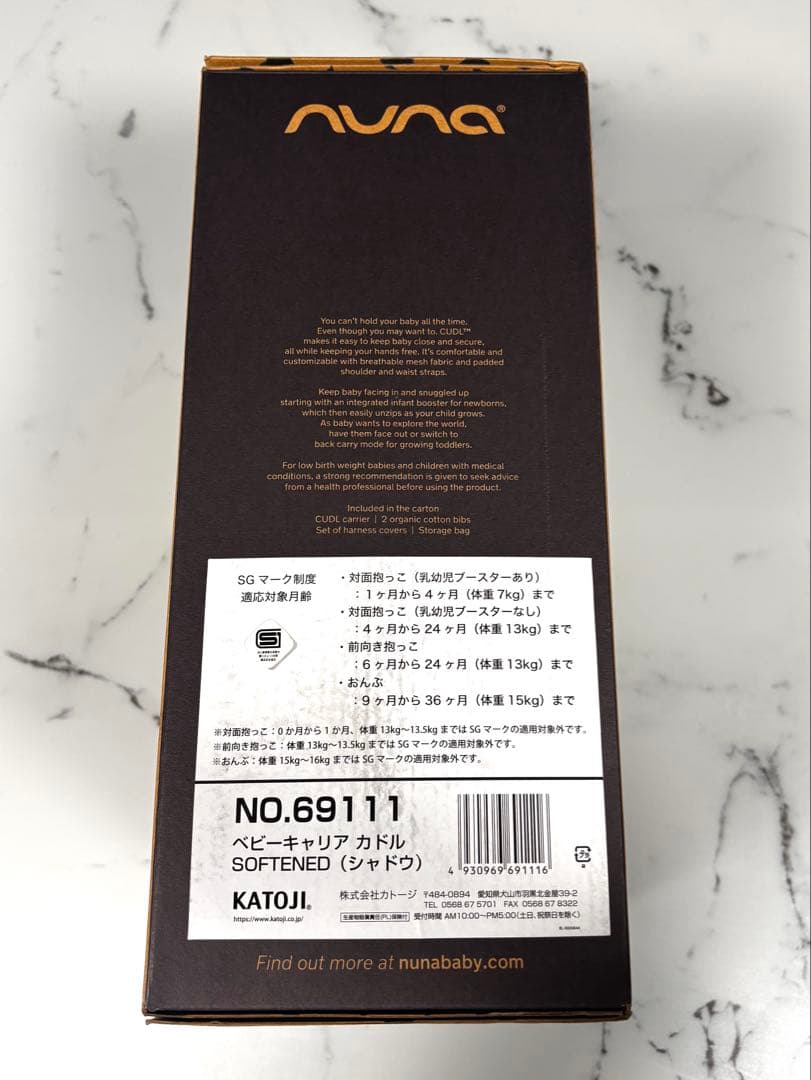 nuna®
You can't hold your baby all the time.
Even though you may want to. CUDL™
makes it easy to keep baby close and secure,
all while keeping your hands free. It's comfortable and
customizable with breathable mesh fabric and padded
shoulder and waist straps.
Keep baby facing in and snuggled up
starting with an integrated infant booster for newborns,
which then easily unzips as your child grows.
As baby wants to explore the world,
have them face out or switch to
back carry mode for growing toddlers.
For low birth weight babies and children with medical
conditions, a strong recommendation is given to seek advice
from a health professional before using the product.
Included in the carton
CUDL carrier | 2 organic cotton bibs
Set of harness covers | Storage bag
SGマーク制度
適応対象月齢
・対面抱っこ（乳幼児ブースターあり）
：1ヶ月から4ヶ月（体重7kg）まで
・対面抱っこ（乳幼児ブースターなし）
：4ヶ月から24ヶ月（体重13kg）まで
・前向き抱っこ
：6ヶ月から24ヶ月（体重13kg）まで
・おんぶ
：9ヶ月から36ヶ月（体重15kg）まで
※対面抱っこ：0か月から1か月、体重13kg〜13.5kgまではSGマークの適用対象外です。
※前向き抱っこ：体重13kg〜13.5kgまではSGマークの適用対象外です。
※おんぶ：体重15kg〜16kgまではSGマークの適用対象外です。
NO.69111
ベビーキャリア カドル
SOFTENED（シャドウ）
4 930969 691116
プラ
KATOJI®
https://www.katoji.co.jp/
株式会社カトージ 〒484-0894 愛知県犬山市羽黒北金屋39-2
TEL 0568 67 5701 FAX 0568 67 8322
生産物賠償責任(PL)保険付 受付時間 AM10:00〜PM5:00(土日、祝祭日を除く)
Find out more at nunababy.com